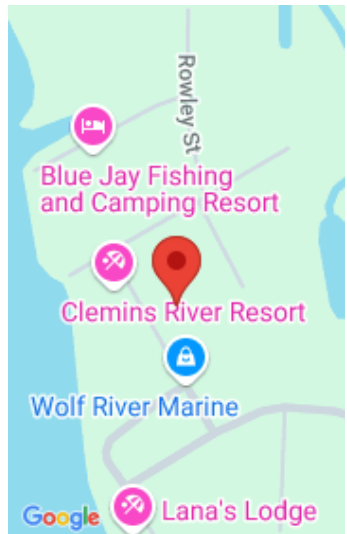 Rowley St
Blue Jay Fishing
and Camping Resort
Clemins River Resort
Wolf River Marine
Google
Lana's Lodge